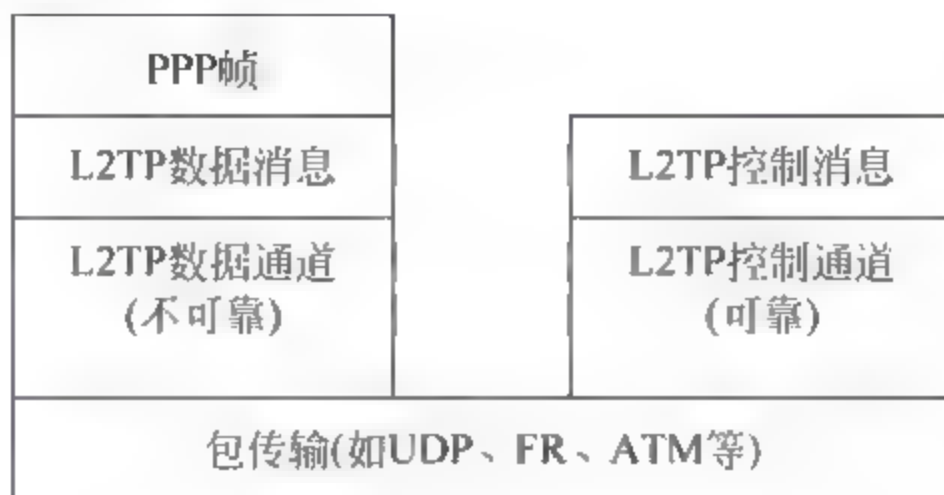 PPP帧
L2TP数据消息
L2TP控制消息
L2TP数据通道
(不可靠)
L2TP控制通道
(可靠)
包传输(如UDP、FR、ATM等)